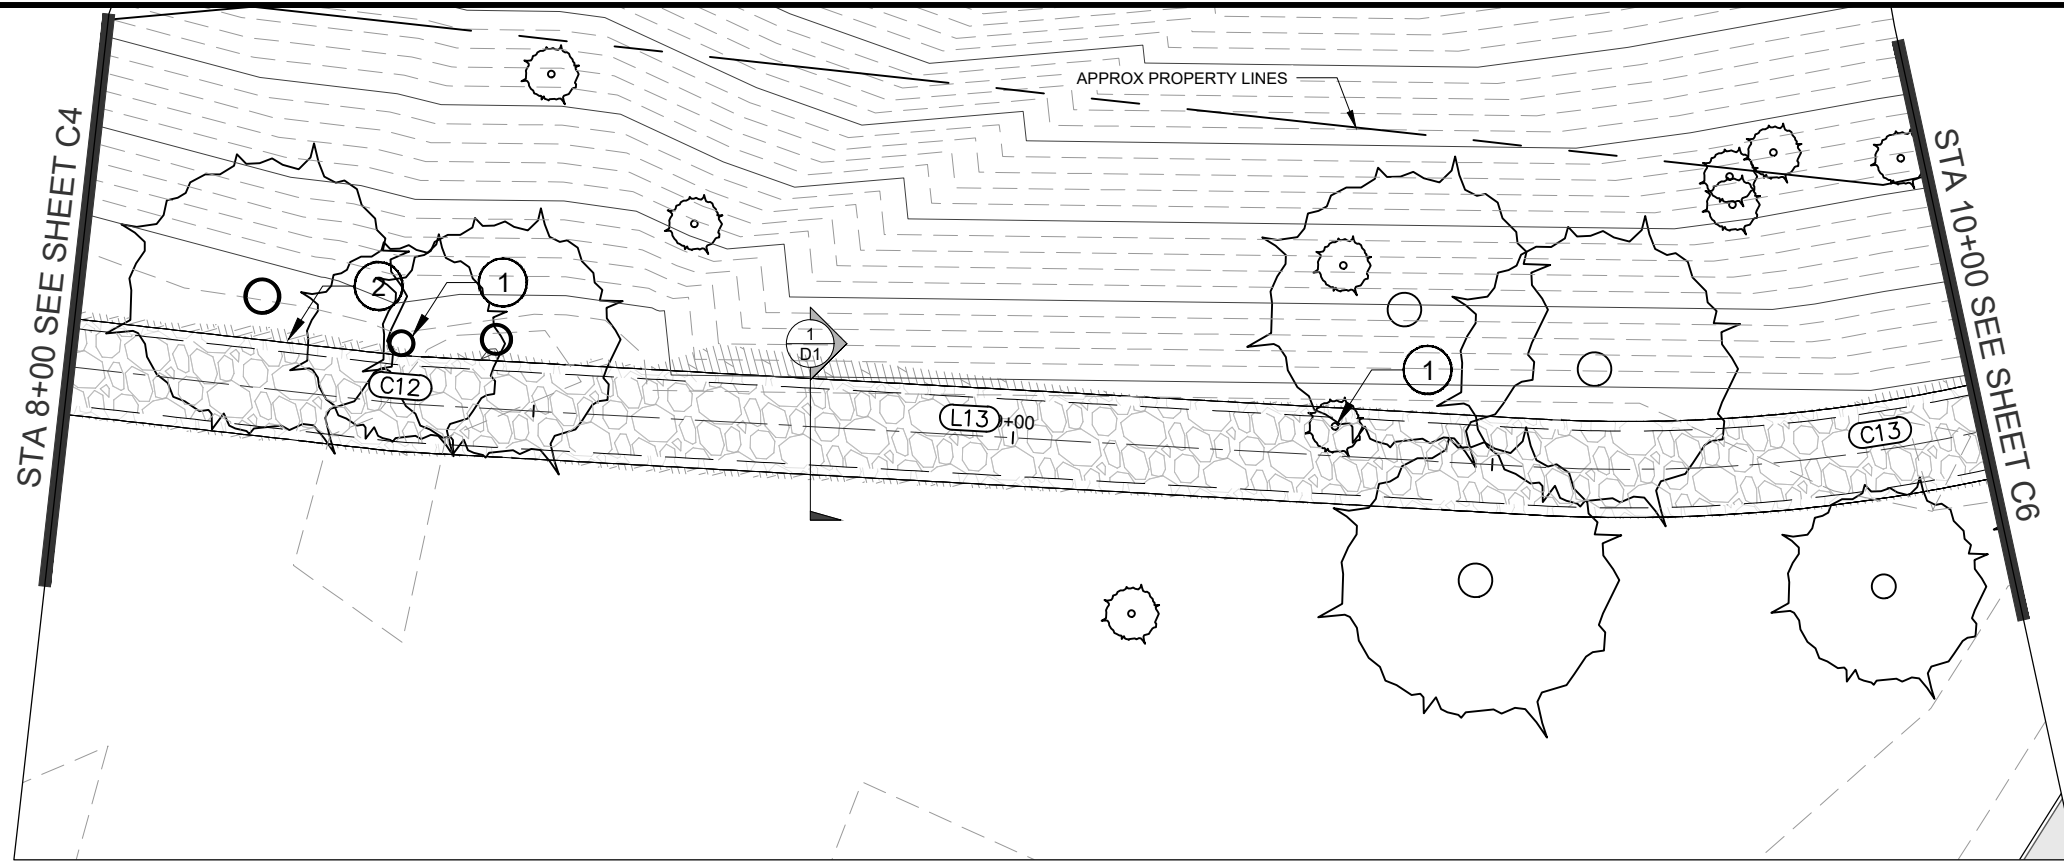 APPROX PROPERTY LINES
STA 8+00 SEE SHEET C4
STA 10+00 SEE SHEET C6
2
1
1
D1
1
C12
L13
+00
C13